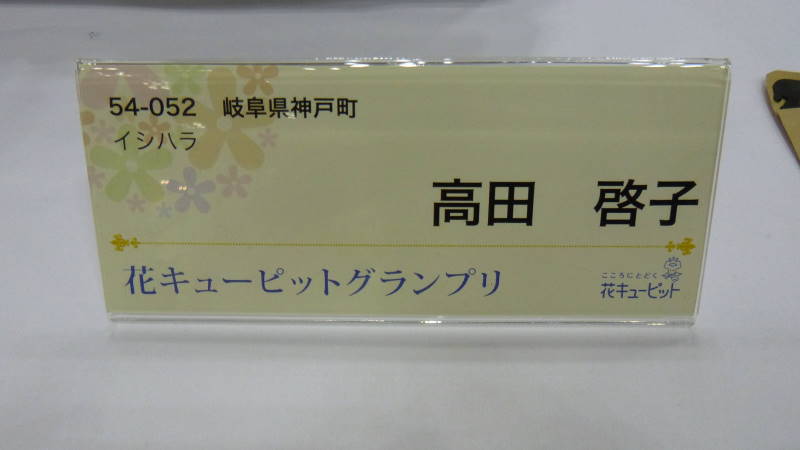 54-052 岐阜県神戸町
イシハラ
高田 啓子
花キューピットグランプリ
こころにとどく
花キューピット